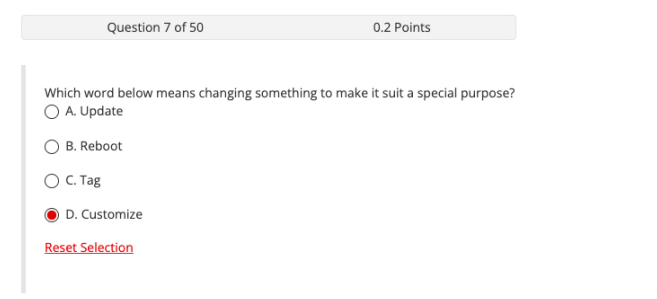 Question 7 of 50 0.2 Points
Which word below means changing something to make it suit a special purpose?
A. Update
B. Reboot
C. Tag
D. Customize
Reset Selection